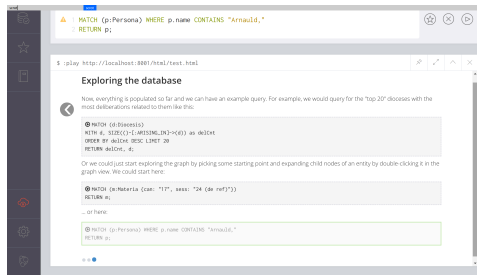 1 MATCH (p:Persona) WHERE p.name CONTAINS "Arnauld,"
2 RETURN p;
$ :play http://localhost:8001/html/test.html
Exploring the database
Now, everything is populated so far and we can have an example query. For example, we would query for the "top 20" dioceses with the
most deliberations related to them like this:
MATCH (d:Diocesis)
WITH d, SIZE(()-[:ARISING_IN]->(d)) as delCnt
ORDER BY delCnt DESC LIMIT 20
RETURN delCnt, d;
Or we could just start exploring the graph by picking some starting point and expanding child nodes of an entity by double-clicking it in the
graph view. We could start here:
MATCH (m:Materia {can: "17", sess: "24 (de ref)"})
RETURN m;
... or here:
MATCH (p:Persona) WHERE p.name CONTAINS "Arnauld,"
RETURN p;